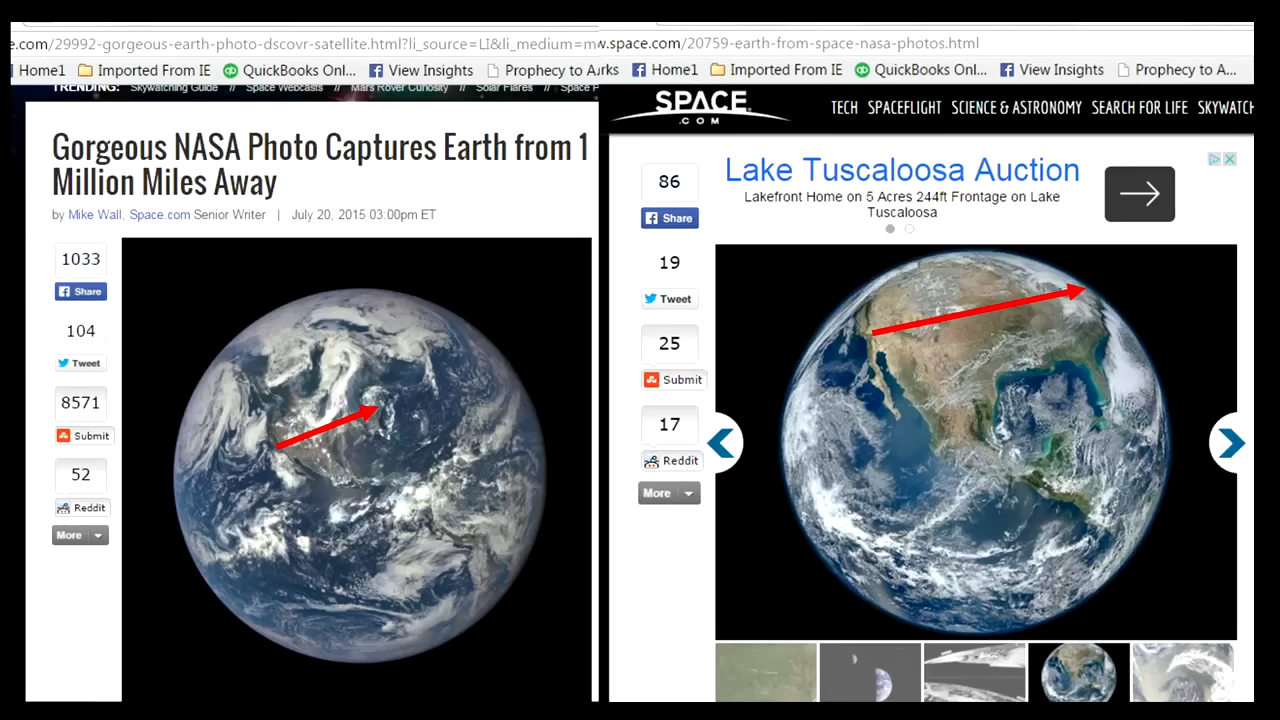 e.com/29992-gorgeous-earth-photo-dscovr-satellite.html?li_source=LI&li_medium=m
Home1 Imported From IE QuickBooks Onl... View Insights Prophecy to A
TRENDING: Skywatching Guide // Space Webcasts // Mars Rover Curiosity // Solar Flares // Space P
Gorgeous NASA Photo Captures Earth from 1
Million Miles Away
by Mike Wall, Space.com Senior Writer | July 20, 2015 03:00pm ET
1033
Share
104
Tweet
8571
Submit
52
Reddit
More
w.space.com/20759-earth-from-space-nasa-photos.html
rks Home1 Imported From IE QuickBooks Onl... View Insights Prophecy to A...
SPACE
.COM
TECH SPACEFLIGHT SCIENCE & ASTRONOMY SEARCH FOR LIFE SKYWATCH
86
Share
19
Tweet
25
Submit
17
Reddit
More
Lake Tuscaloosa Auction
Lakefront Home on 5 Acres 244ft Frontage on Lake
Tuscaloosa